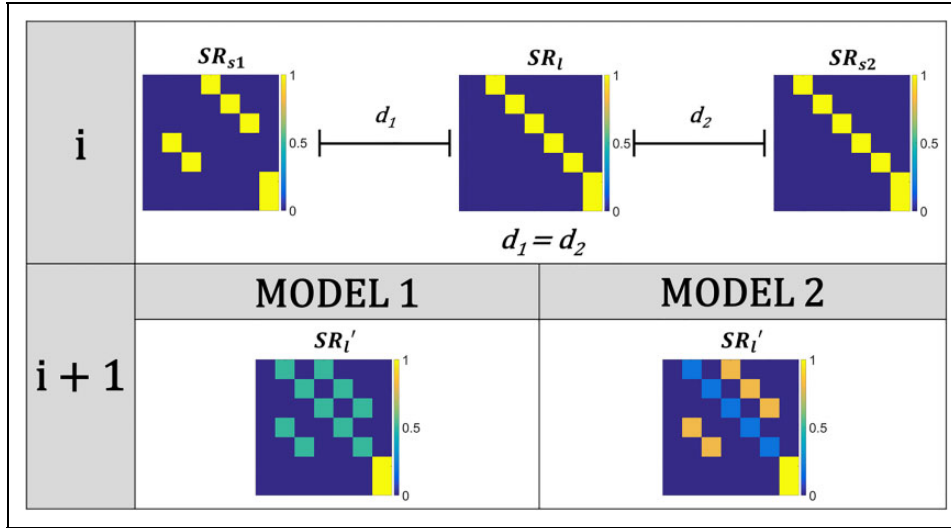 i
SR_s1
SR_l
SR_s2
1
0.5
0
1
0.5
0
1
0.5
0
d_1
d_2
d_1 = d_2
MODEL 1
MODEL 2
i + 1
SR_l'
SR_l'
1
0.5
0
1
0.5
0